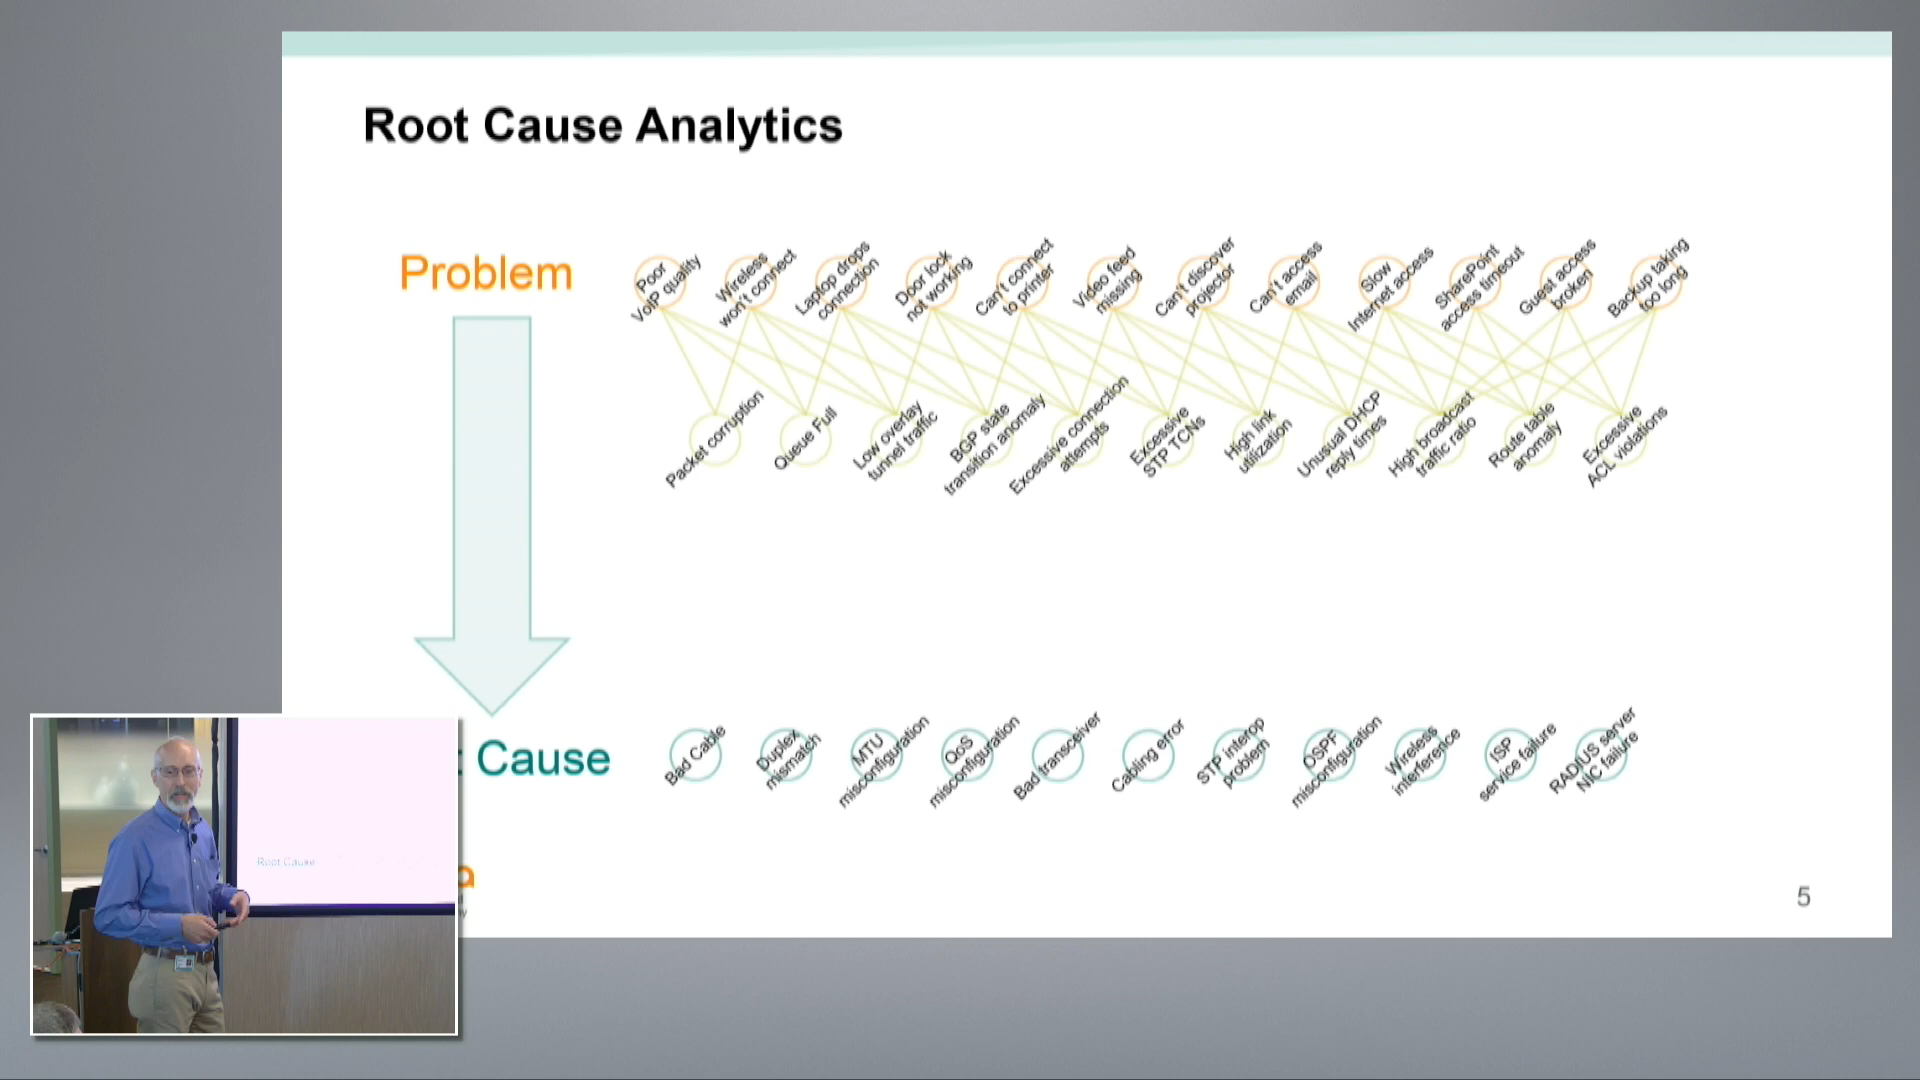 Root Cause Analytics
Problem
Poor
VoIP quality
Wireless
won't connect
Laptop drops
connection
Door lock
not working
Can't connect
to printer
Video feed
missing
Can't discover
projector
Can't access
email
Slow
Internet access
SharePoint
access timeout
Guest access
broken
Backup taking
too long
Packet corruption
Queue Full
Low overlay
tunnel traffic
BGP state
transition anomaly
Excessive connection
attempts
Excessive
STP TCNs
High link
utilization
Unusual DHCP
reply times
High broadcast
traffic ratio
Route table
anomaly
Excessive
ACL violations
Cause
Bad Cable
Duplex
mismatch
MTU
misconfiguration
QoS
misconfiguration
Bad transceiver
Cabling error
STP interop
problem
OSPF
misconfiguration
Wireless
interference
ISP
service failure
RADIUS server
NIC failure
Root Cause
5